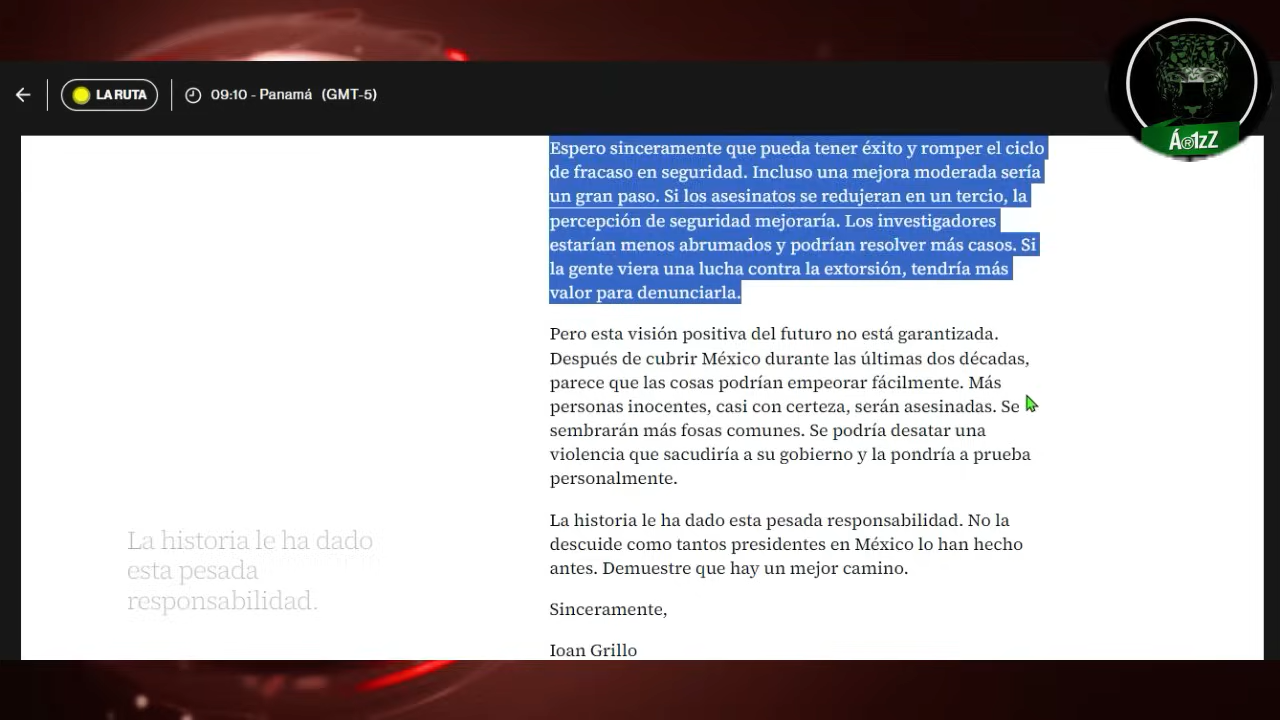 LA RUTA
09:10 - Panamá (GMT-5)
Á®1zZ
Espero sinceramente que pueda tener éxito y romper el ciclo
de fracaso en seguridad. Incluso una mejora moderada sería
un gran paso. Si los asesinatos se redujeran en un tercio, la
percepción de seguridad mejoraría. Los investigadores
estarían menos abrumados y podrían resolver más casos. Si
la gente viera una lucha contra la extorsión, tendría más
valor para denunciarla.
Pero esta visión positiva del futuro no está garantizada.
Después de cubrir México durante las últimas dos décadas,
parece que las cosas podrían empeorar fácilmente. Más
personas inocentes, casi con certeza, serán asesinadas. Se
sembrarán más fosas comunes. Se podría desatar una
violencia que sacudiría a su gobierno y la pondría a prueba
personalmente.
La historia le ha dado
esta pesada
responsabilidad.
La historia le ha dado esta pesada responsabilidad. No la
descuide como tantos presidentes en México lo han hecho
antes. Demuestre que hay un mejor camino.
Sinceramente,
Ioan Grillo